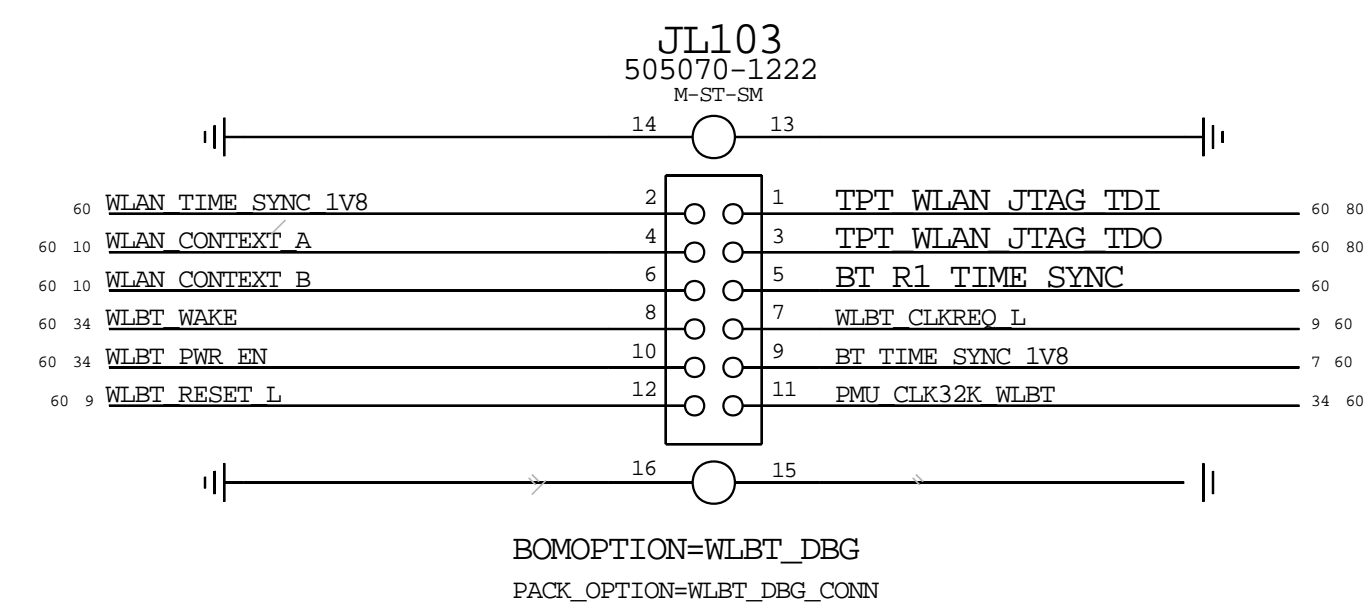 JL103
505070-1222
M-ST-SM
14 13
60 WLAN_TIME_SYNC_1V8 2 1 TPT_WLAN_JTAG_TDI 60 80
60 10 WLAN_CONTEXT_A 4 3 TPT_WLAN_JTAG_TDO 60 80
60 10 WLAN_CONTEXT_B 6 5 BT_R1_TIME_SYNC 60
60 34 WLBT_WAKE 8 7 WLBT_CLKREQ_L 9 60
60 34 WLBT_PWR_EN 10 9 BT_TIME_SYNC_1V8 7 60
60 9 WLBT_RESET_L 12 11 PMU_CLK32K_WLBT 34 60
16 15
BOMOPTION=WLBT_DBG
PACK_OPTION=WLBT_DBG_CONN